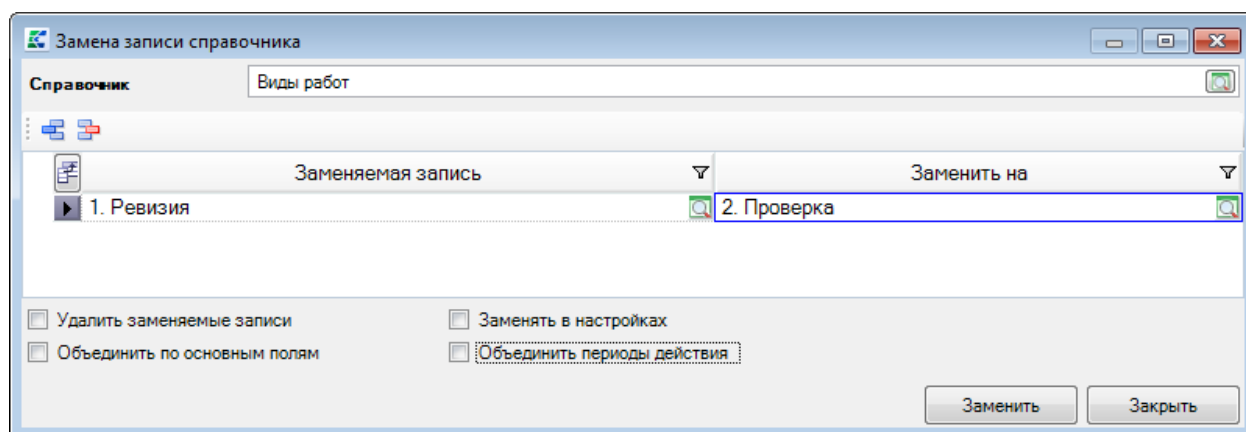 Замена записи справочника
Справочник Виды работ
Заменяемая запись Заменить на
1. Ревизия 2. Проверка
Удалить заменяемые записи Заменять в настройках
Объединить по основным полям Объединить периоды действия
Заменить Закрыть